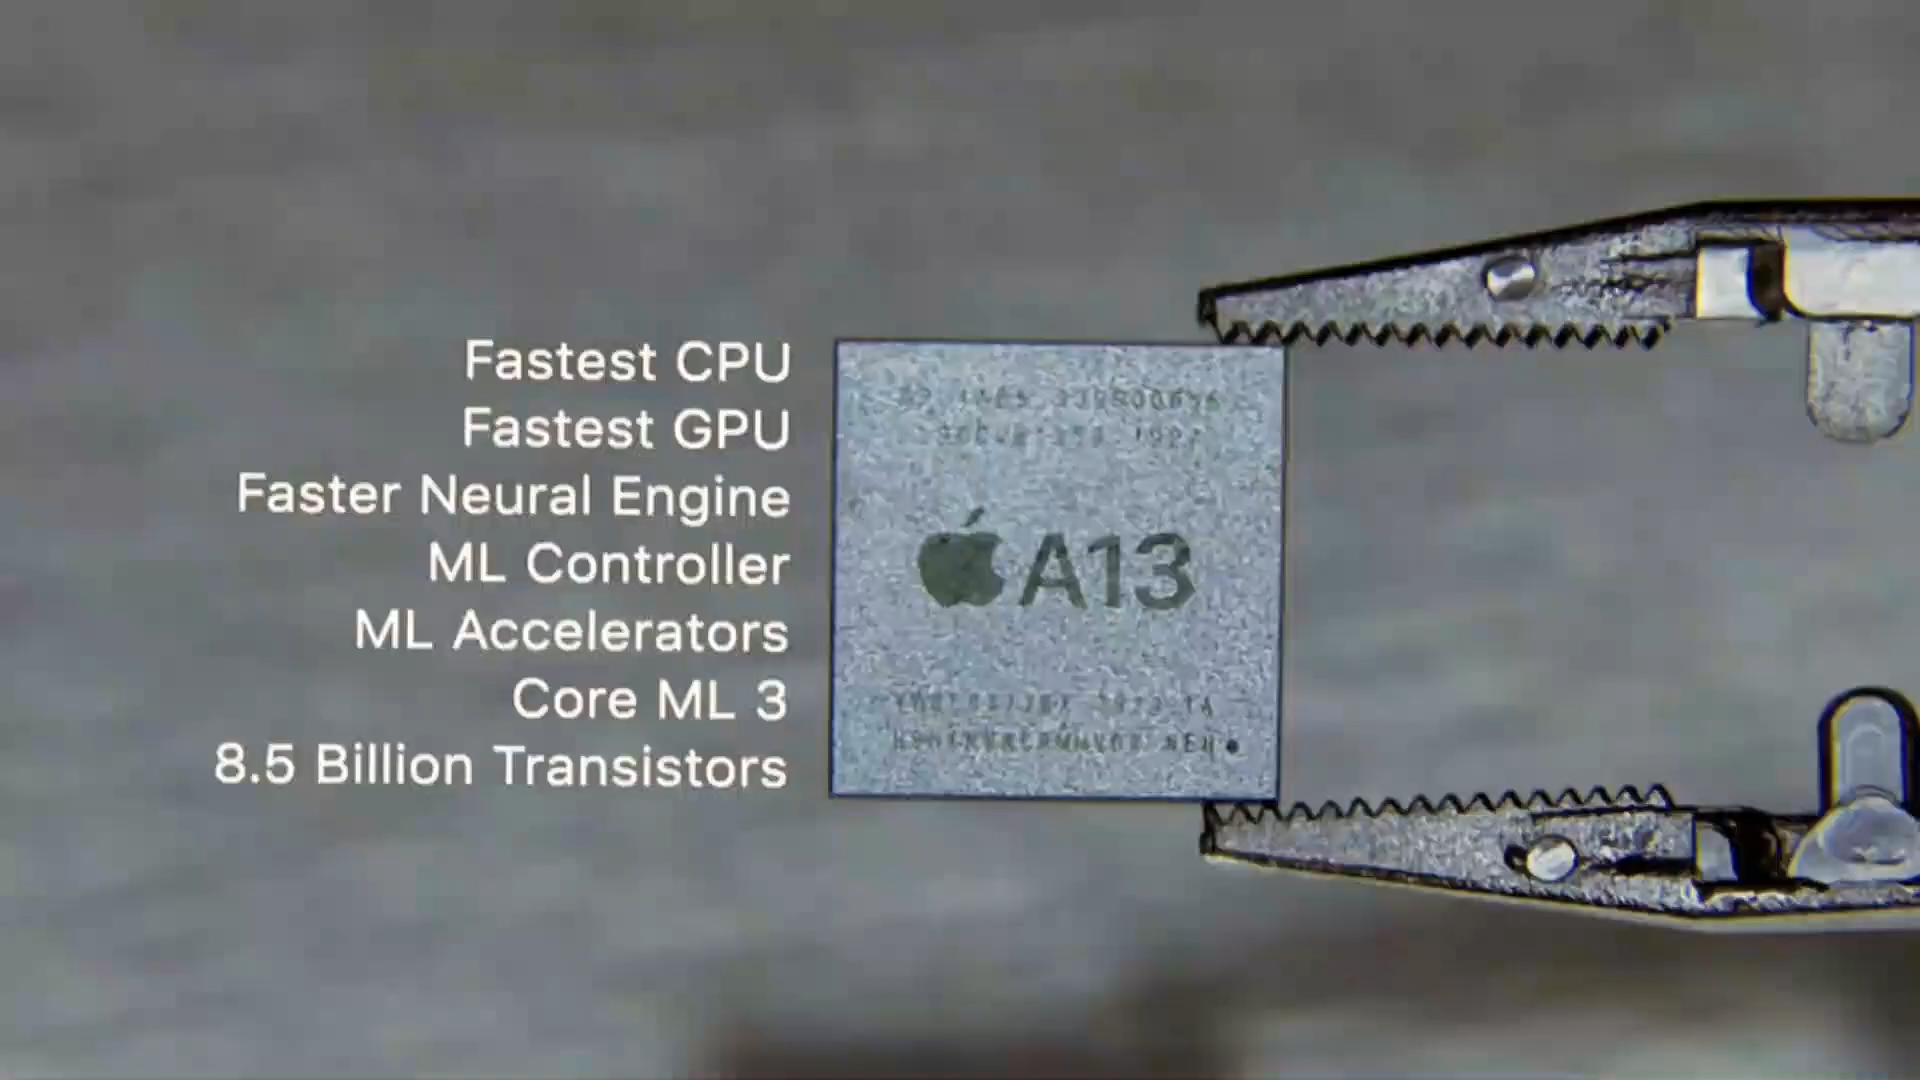 Fastest CPU
Fastest GPU
Faster Neural Engine
ML Controller
ML Accelerators
Core ML 3
8.5 Billion Transistors
A13